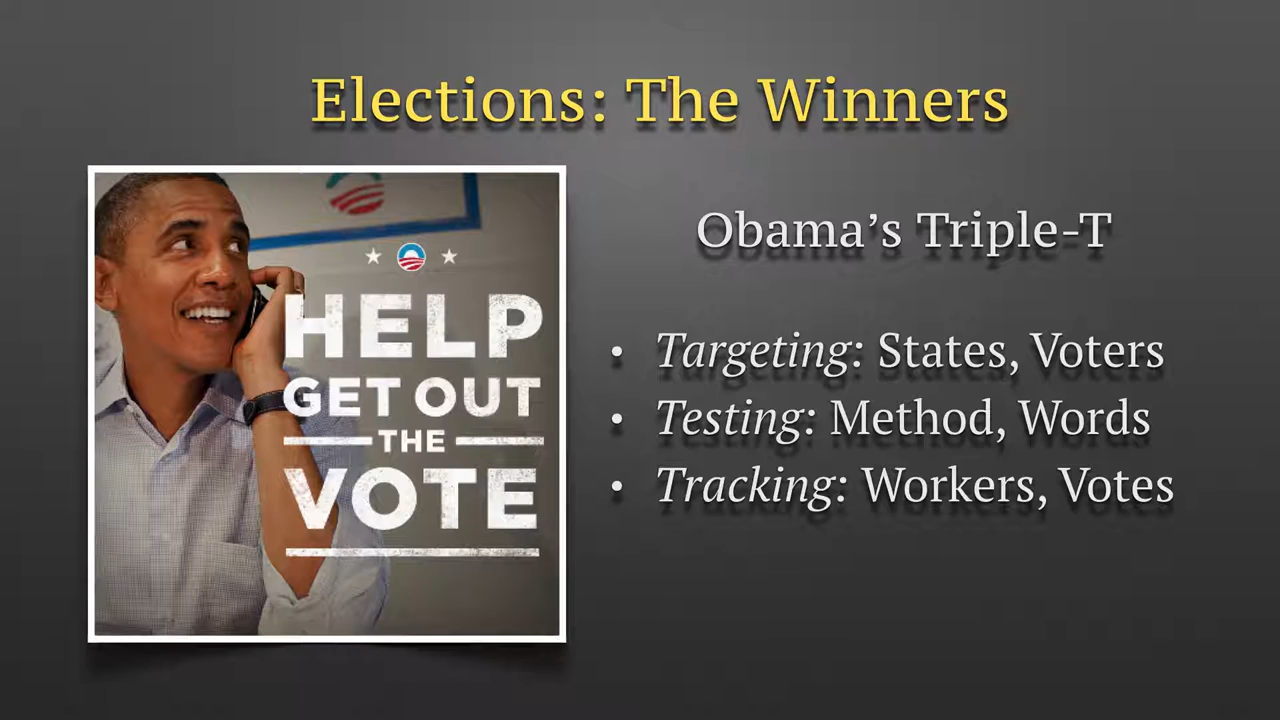 Elections: The Winners
HELP
GET OUT
THE
VOTE
Obama’s Triple-T
• Targeting: States, Voters
• Testing: Method, Words
• Tracking: Workers, Votes